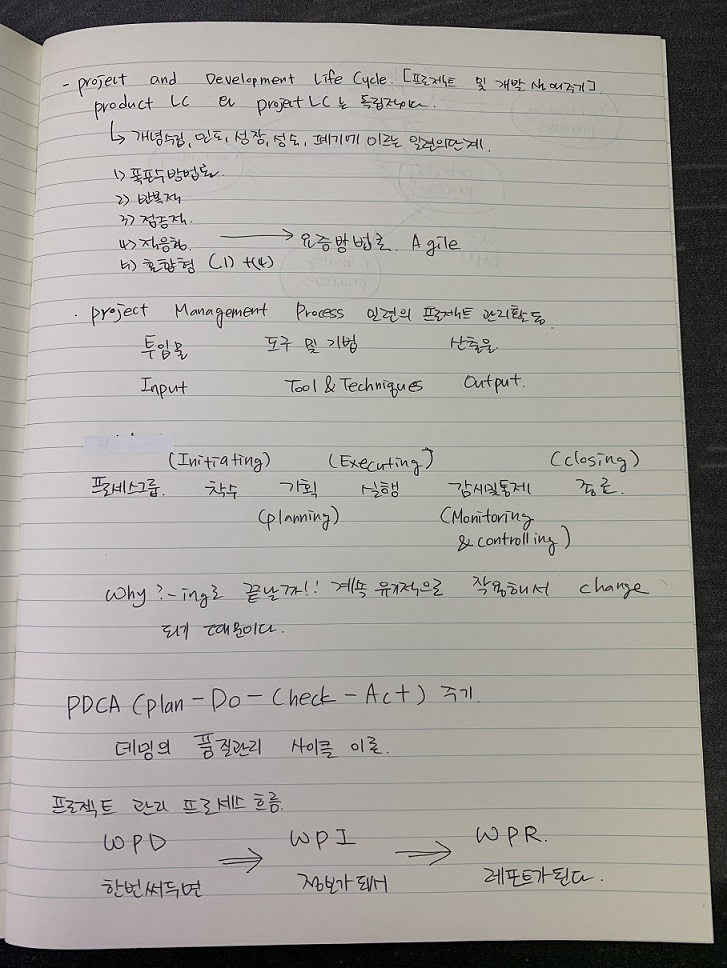 - project and Development Life Cycle. [프로젝트 및 개발 생애주기].
product LC 와 project LC는 독립적이다.
↳ 개념수립, 인도, 성장, 성숙, 폐기에 이르는 일련의단계.
1) 폭포수방법론
2) 반복적
3) 점증적.
4) 적응형. → 요즘방법론. Agile
5) 혼합형 (1) +(4)
· project Management Process 일련의 프로젝트 관리활동.
투입물 도구 및 기법 산출물
Input Tool & Techniques Output.
(Initiating) (Executing) (closing)
프로세스그룹. 착수 기획 실행 감시및통제 종료.
(planning) (Monitoring
& controlling)
Why ?-ing로 끝날까!! 계속 유기적으로 작용해서 change
되기 때문이다.
PDCA (plan-Do-Check-Act) 주기.
데밍의 품질관리 사이클 이론.
프로젝트 관리 프로세스 흐름.
WPD ⇒ WPI ⇒ WPR.
한번써두면 정보가돼서 레포트가된다.